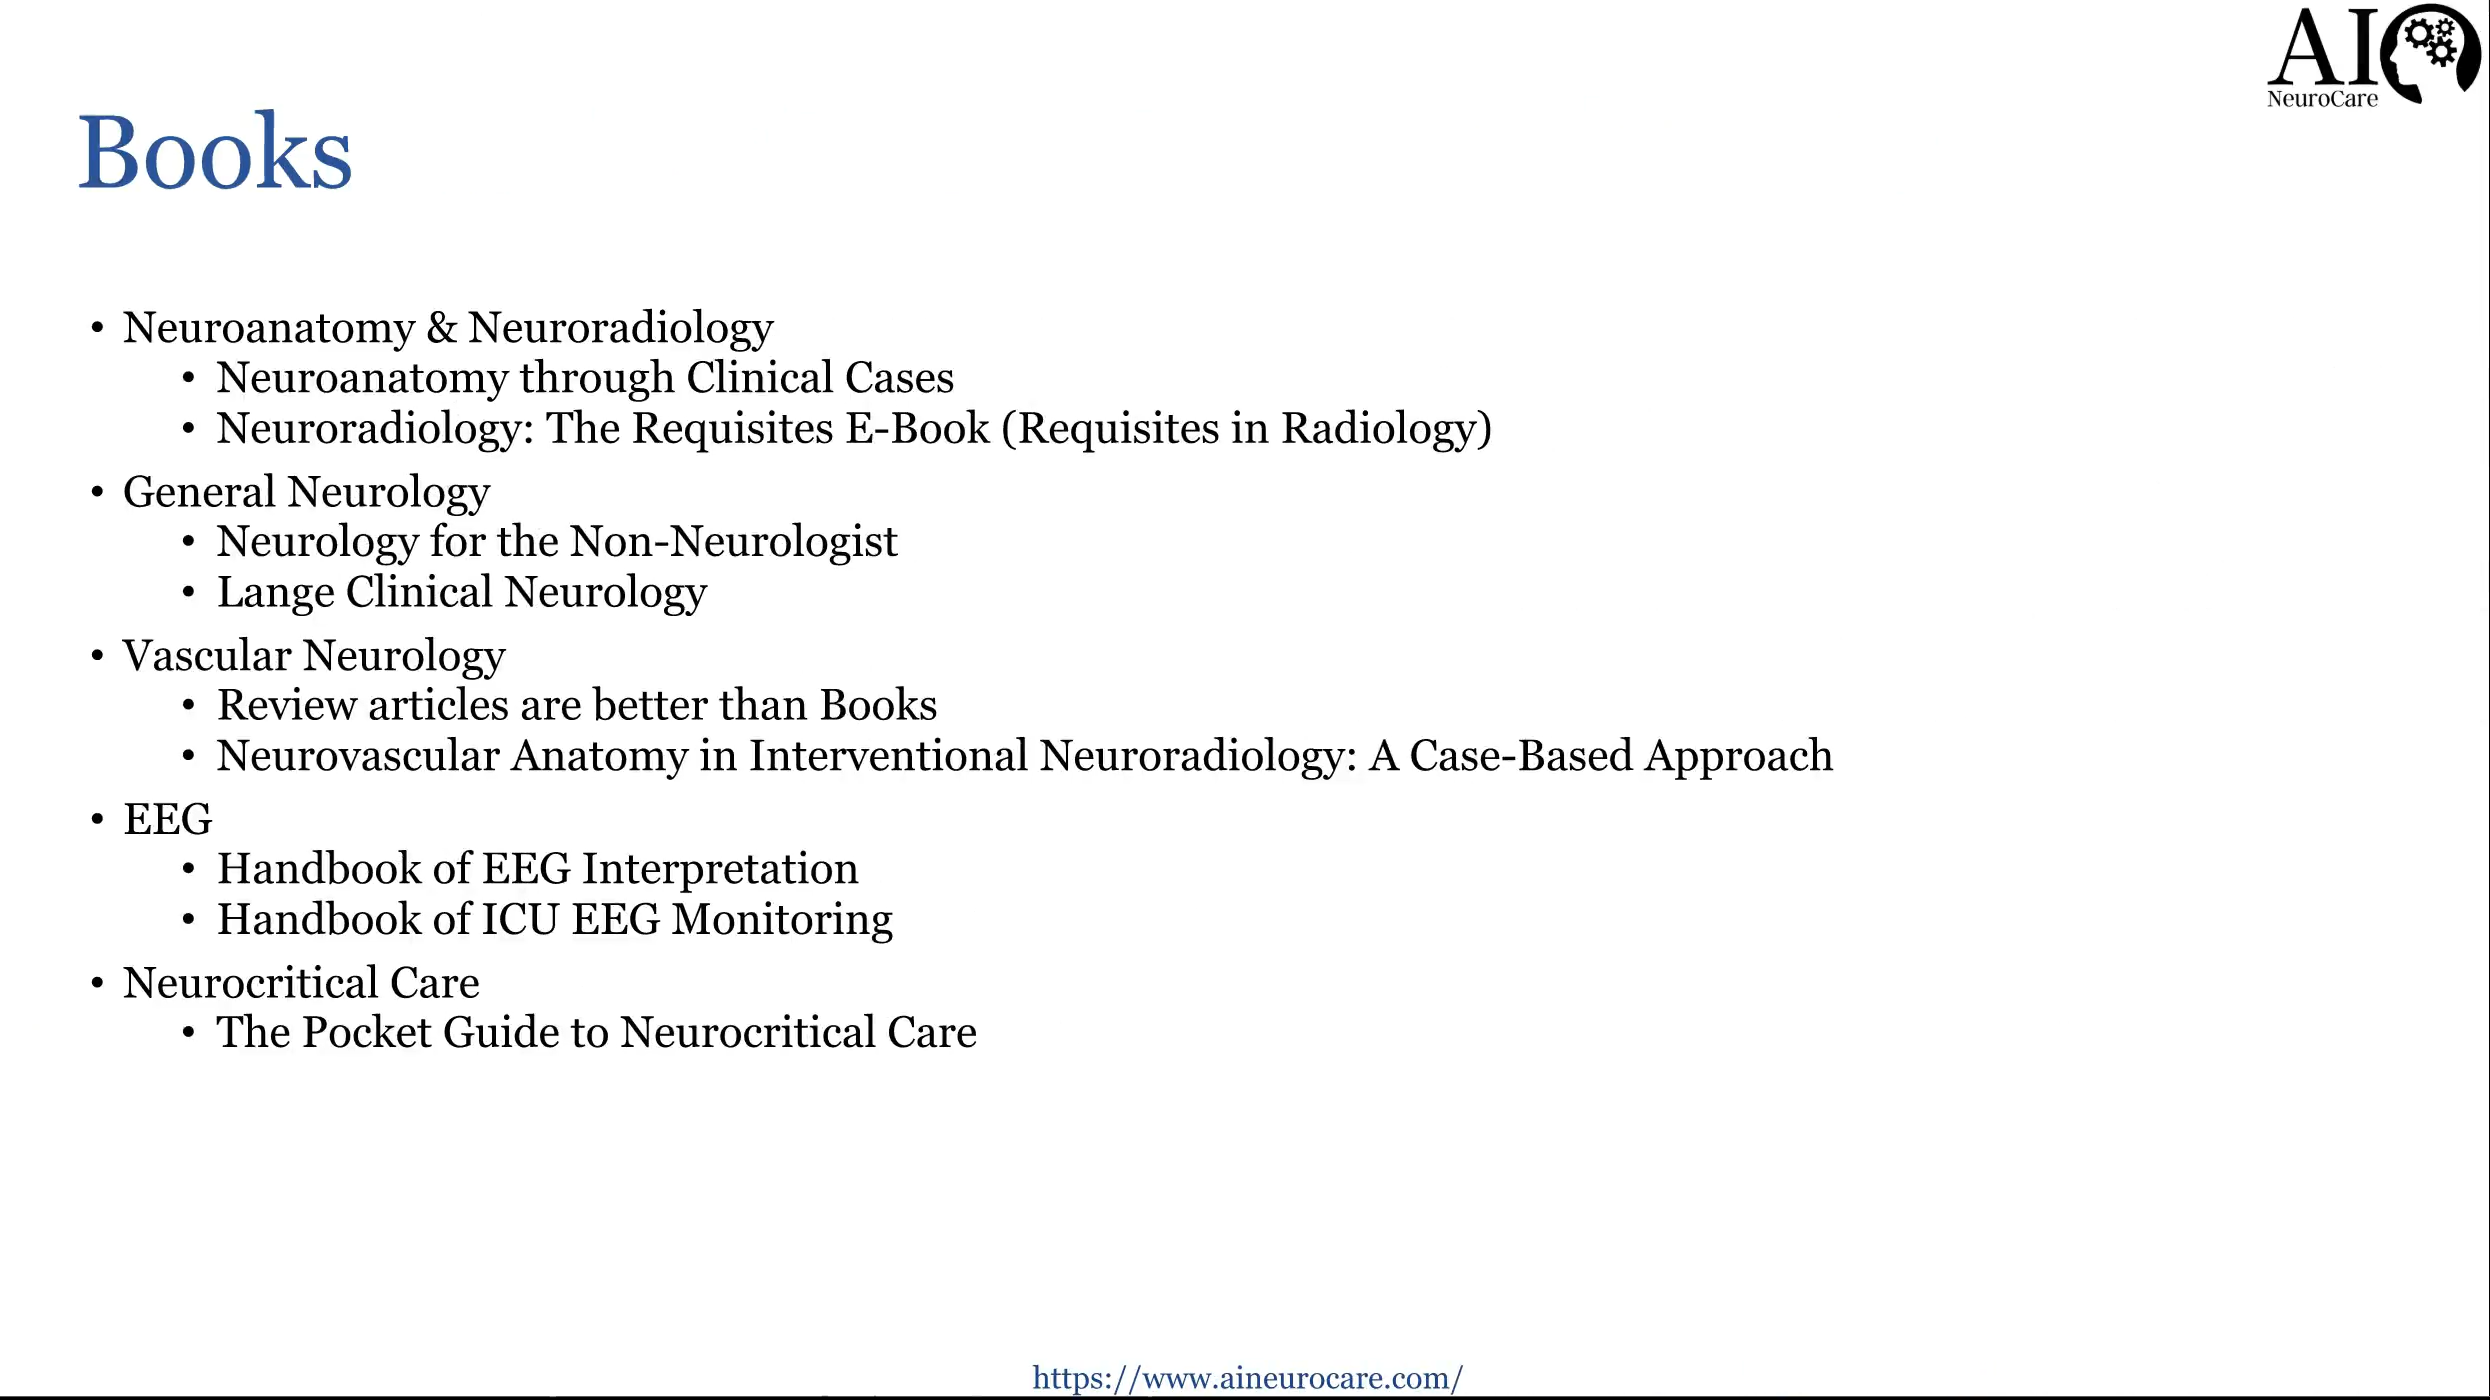 AI
NeuroCare
Books
• Neuroanatomy & Neuroradiology
• Neuroanatomy through Clinical Cases
• Neuroradiology: The Requisites E-Book (Requisites in Radiology)
• General Neurology
• Neurology for the Non-Neurologist
• Lange Clinical Neurology
• Vascular Neurology
• Review articles are better than Books
• Neurovascular Anatomy in Interventional Neuroradiology: A Case-Based Approach
• EEG
• Handbook of EEG Interpretation
• Handbook of ICU EEG Monitoring
• Neurocritical Care
• The Pocket Guide to Neurocritical Care
https://www.aineurocare.com/